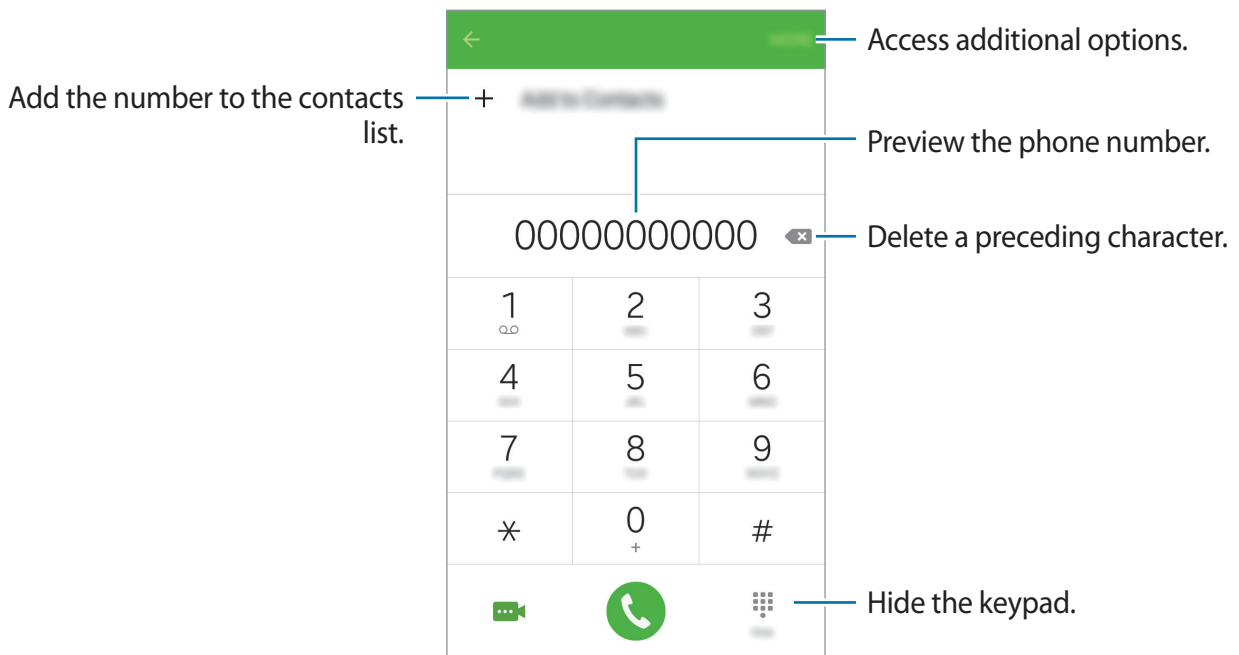 Access additional options.
Add the number to the contacts
list.
+
Preview the phone number.
00000000000
Delete a preceding character.
1
2
3
4
5
6
7
8
9
*
0
+
#
Hide the keypad.